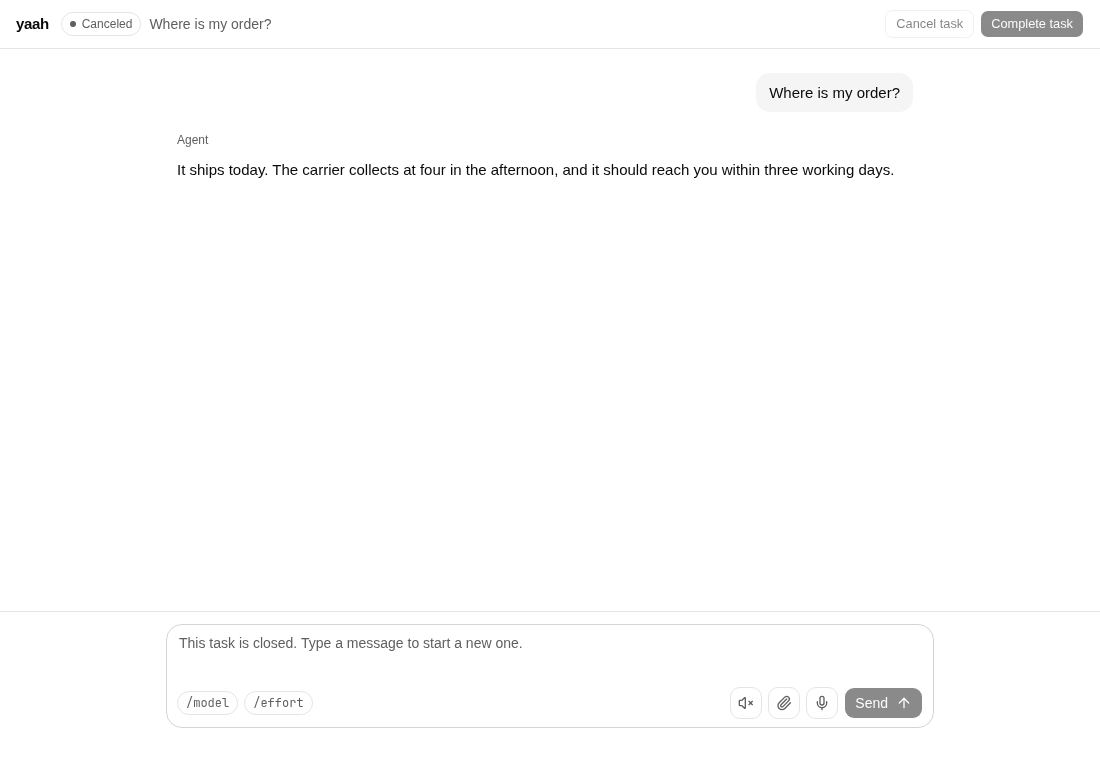 yaah
Canceled
Where is my order?
Cancel task
Complete task
Where is my order?
Agent
It ships today. The carrier collects at four in the afternoon, and it should reach you within three working days.
This task is closed. Type a message to start a new one.
/model
/effort
Send